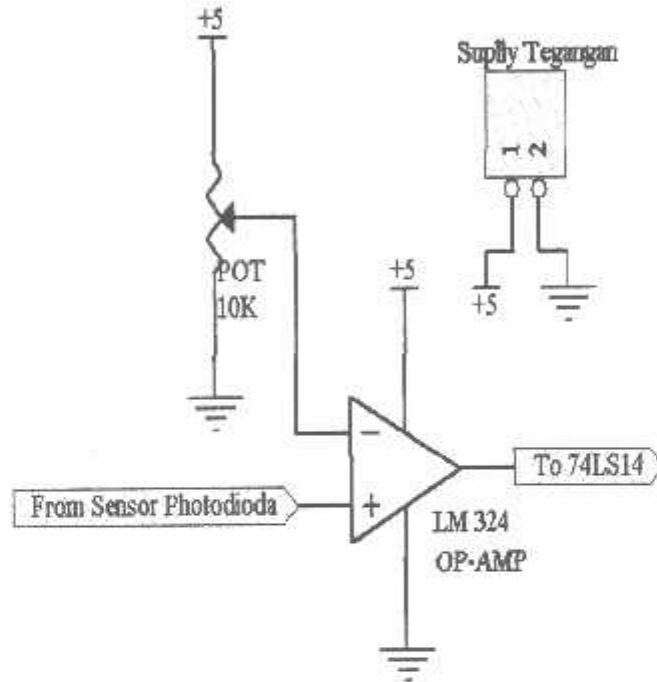 +5
Suplly Tegangan
1 2
POT
10K
+5
+5
−
To 74LS14
From Sensor Photodioda
+
LM 324
OP-AMP